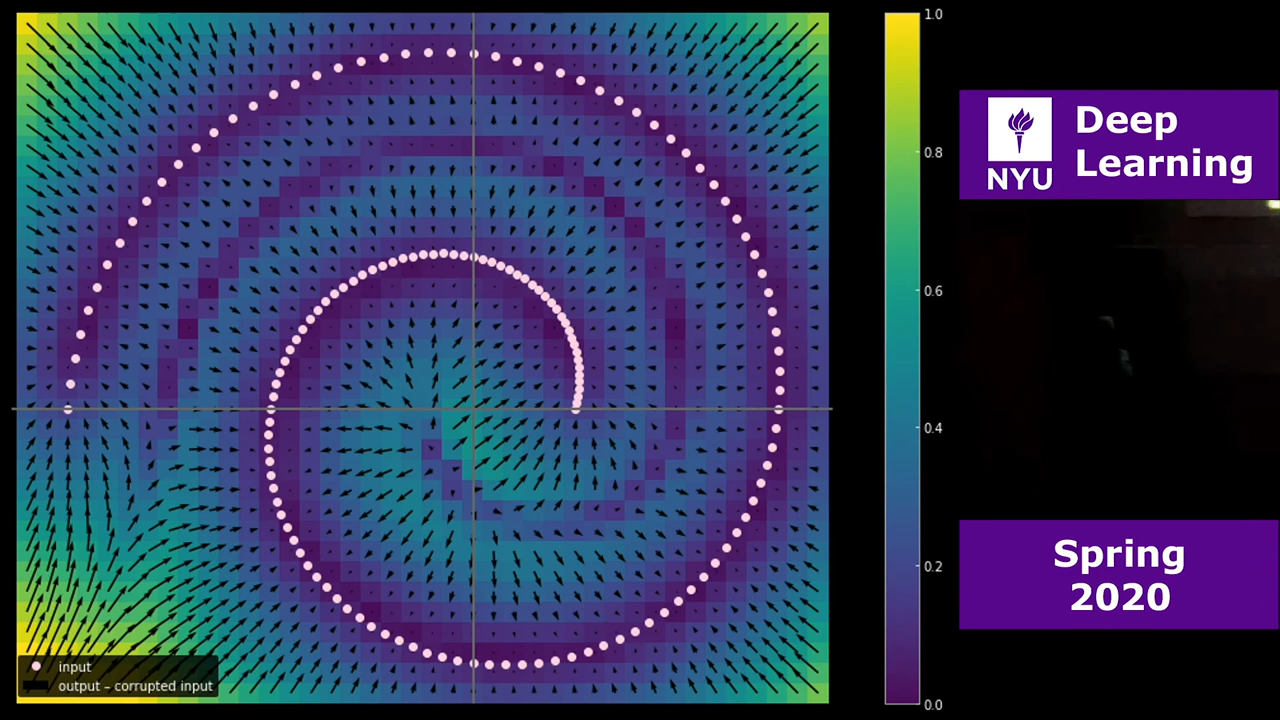 1.0
0.8
0.6
0.4
0.2
0.0
input
output – corrupted input
NYU
Deep
Learning
Spring
2020